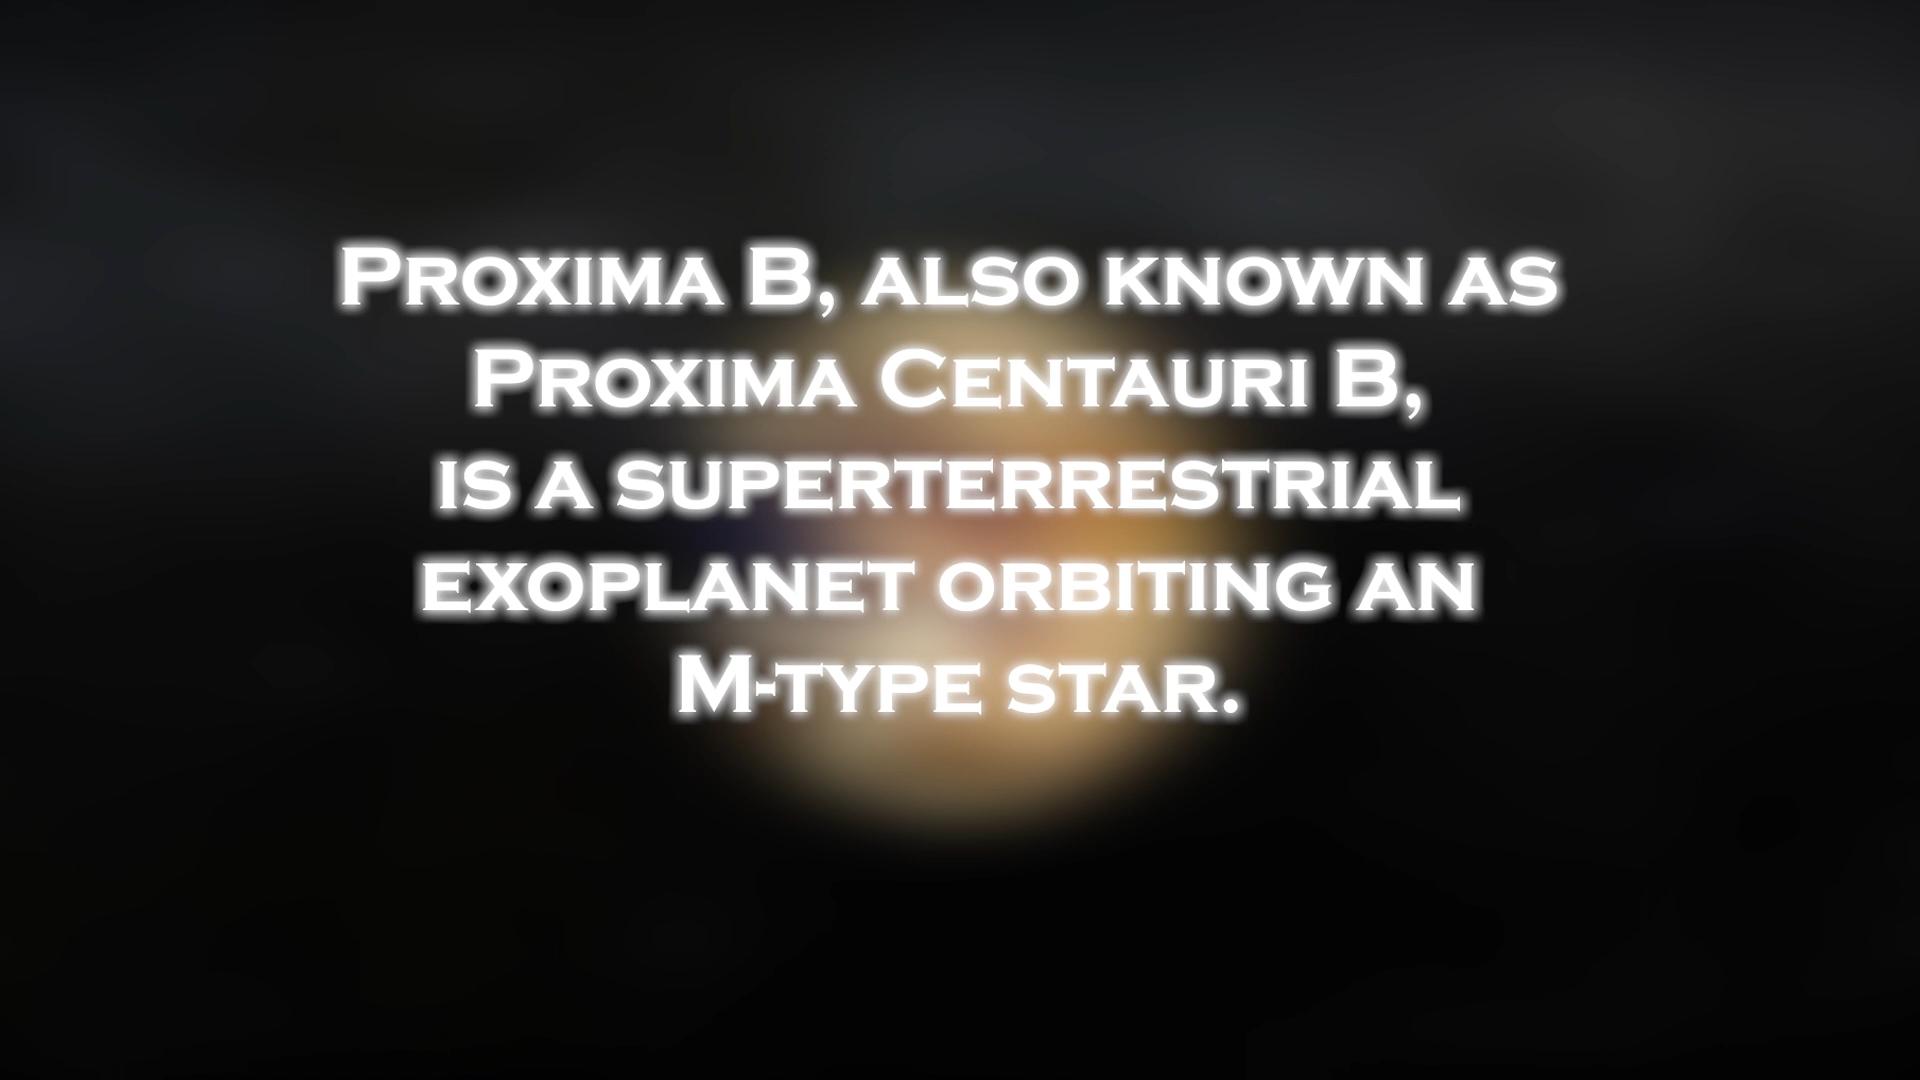 Proxima B, also known as
Proxima Centauri B,
is a superterrestrial
exoplanet orbiting an
M-type star.